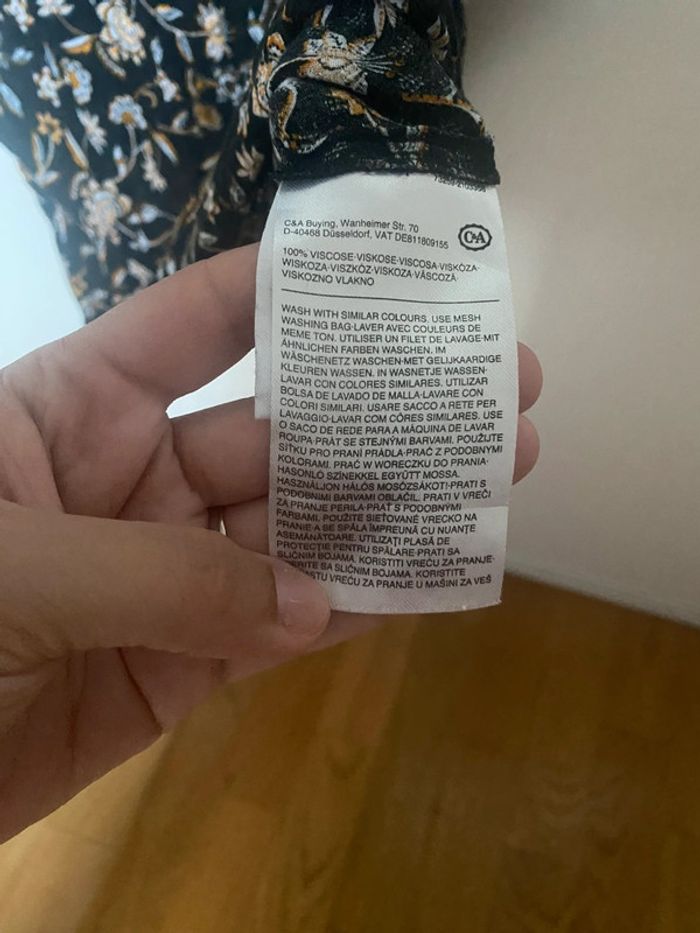 C&A Buying, Wanheimer Str. 70
D-40468 Düsseldorf, VAT DE811809155
C&A
100% VISCOSE·VISKOSE·VISCOSA·VISKÓZA·
WISKOZA·VISZKÓZ·VISKOZA·VÂSCOZĂ·
VISKOZNO VLAKNO
WASH WITH SIMILAR COLOURS. USE MESH
WASHING BAG·LAVER AVEC COULEURS DE
MEME TON. UTILISER UN FILET DE LAVAGE·MIT
ÄHNLICHEN FARBEN WASCHEN. IM
WÄSCHENETZ WASCHEN·MET GELIJKAARDIGE
KLEUREN WASSEN. IN WASNETJE WASSEN·
LAVAR CON COLORES SIMILARES. UTILIZAR
BOLSA DE LAVADO DE MALLA·LAVARE CON
COLORI SIMILARI. USARE SACCO A RETE PER
LAVAGGIO·LAVAR COM CÔRES SIMILARES. USE
O SACO DE REDE PARA A MÁQUINA DE LAVAR
ROUPA·PRÁT SE STEJNÝMI BARVAMI. POUŽIJTE
SÍŤKU PRO PRANÍ PRÁDLA·PRAĆ Z PODOBNYMI
KOLORAMI. PRAĆ W WORECZKU DO PRANIA·
HASONLÓ SZÍNEKKEL EGYÜTT MOSSA.
HASZNÁLJON HÁLÓS MOSÓZSÁKOT!·PRATI S
PODOBNIMI BARVAMI OBLAČIL. PRATI V VREČI
ZA PRANJE PERILA·PRAŤ S PODOBNÝMI
FARBAMI. POUŽITE SIEŤOVANÉ VRECKO NA
PRANIE·A SE SPĂLA ÎMPREUNĂ CU NUANŢE
ASEMĂNĂTOARE. UTILIZAŢI PLASĂ DE
PROTECŢIE PENTRU SPĂLARE·PRATI SA
SLIČNIM BOJAMA. KORISTITI VREĆU ZA PRANJE·
PERITE SA SLIČNIM BOJAMA. KORISTITE
VREĆU ZA PRANJE U MAŠINI ZA VEŠ